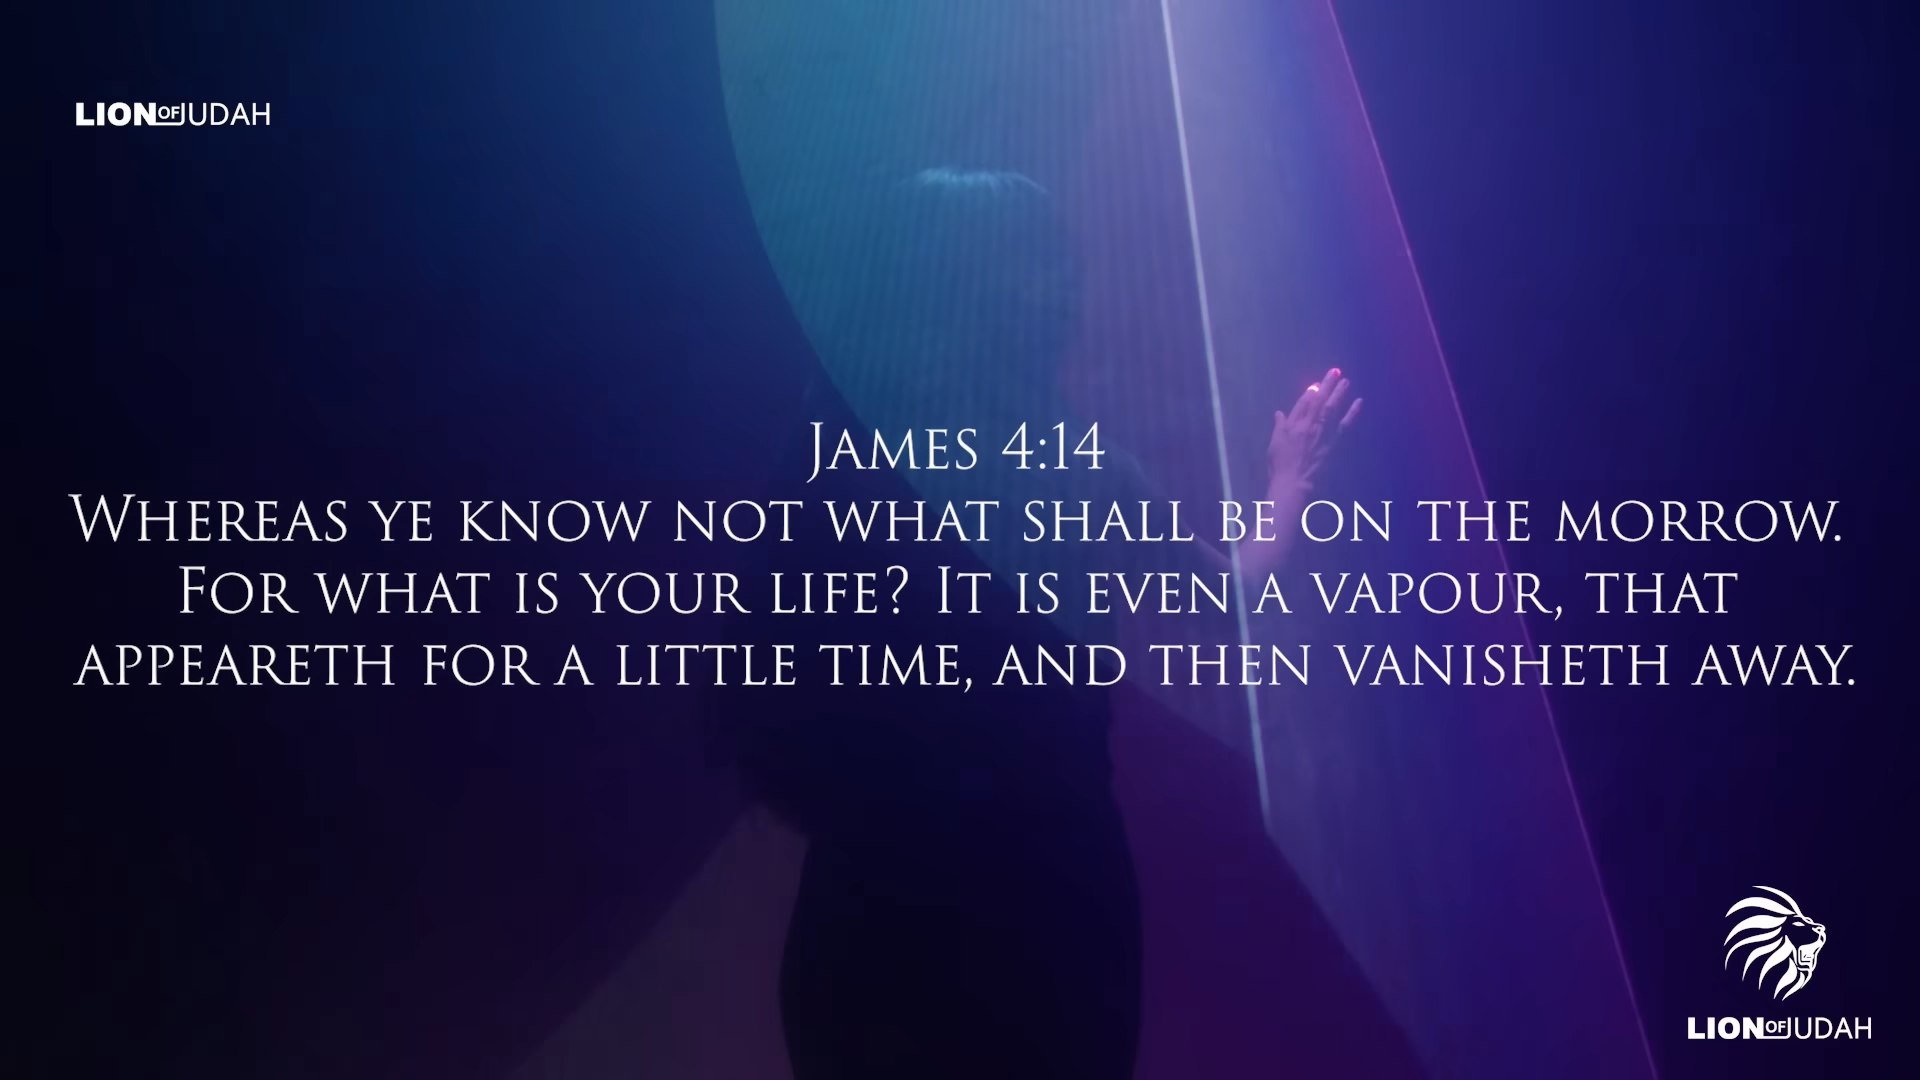 LION OF JUDAH
James 4:14
Whereas ye know not what shall be on the morrow.
For what is your life? It is even a vapour, that
appeareth for a little time, and then vanisheth away.
LION OF JUDAH